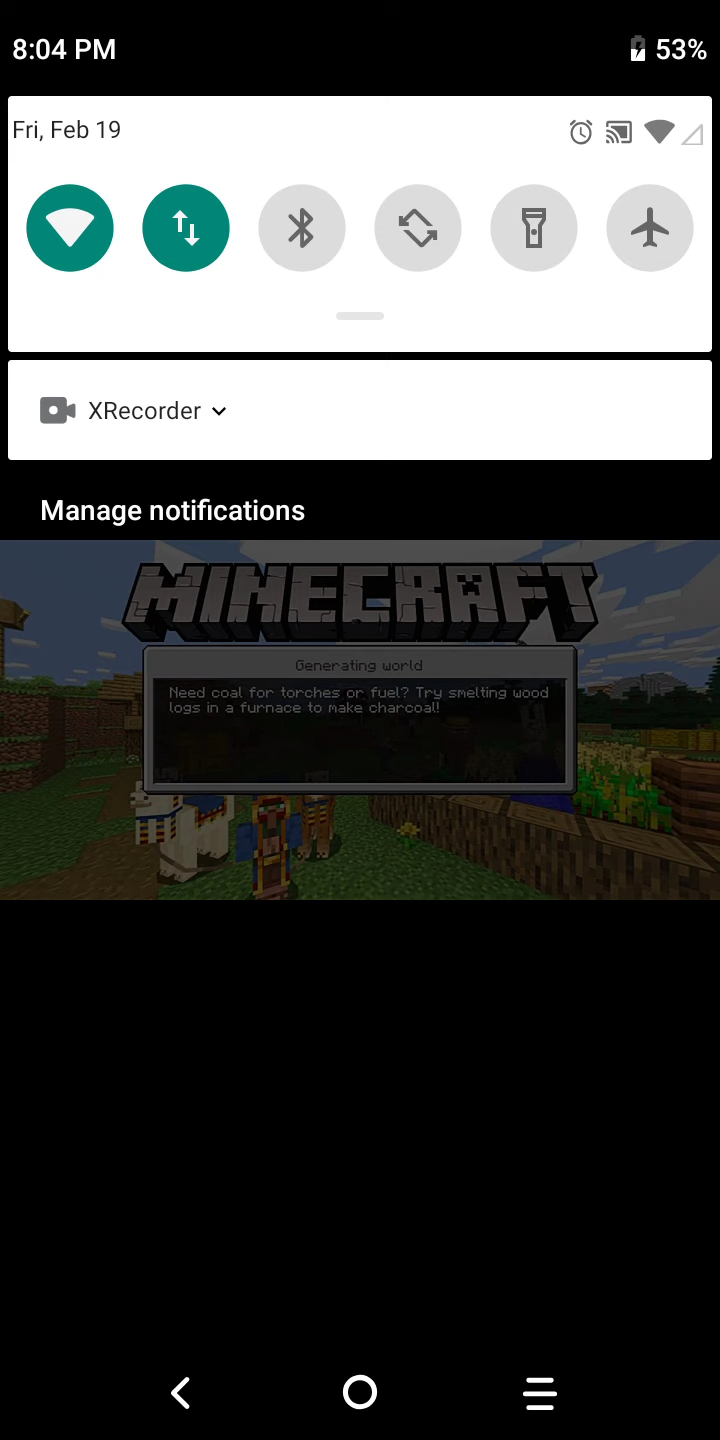 8:04 PM
53%
Fri, Feb 19
XRecorder
Manage notifications
MINECRAFT
Generating world
Need coal for torches or fuel? Try smelting wood
logs in a furnace to make charcoal!